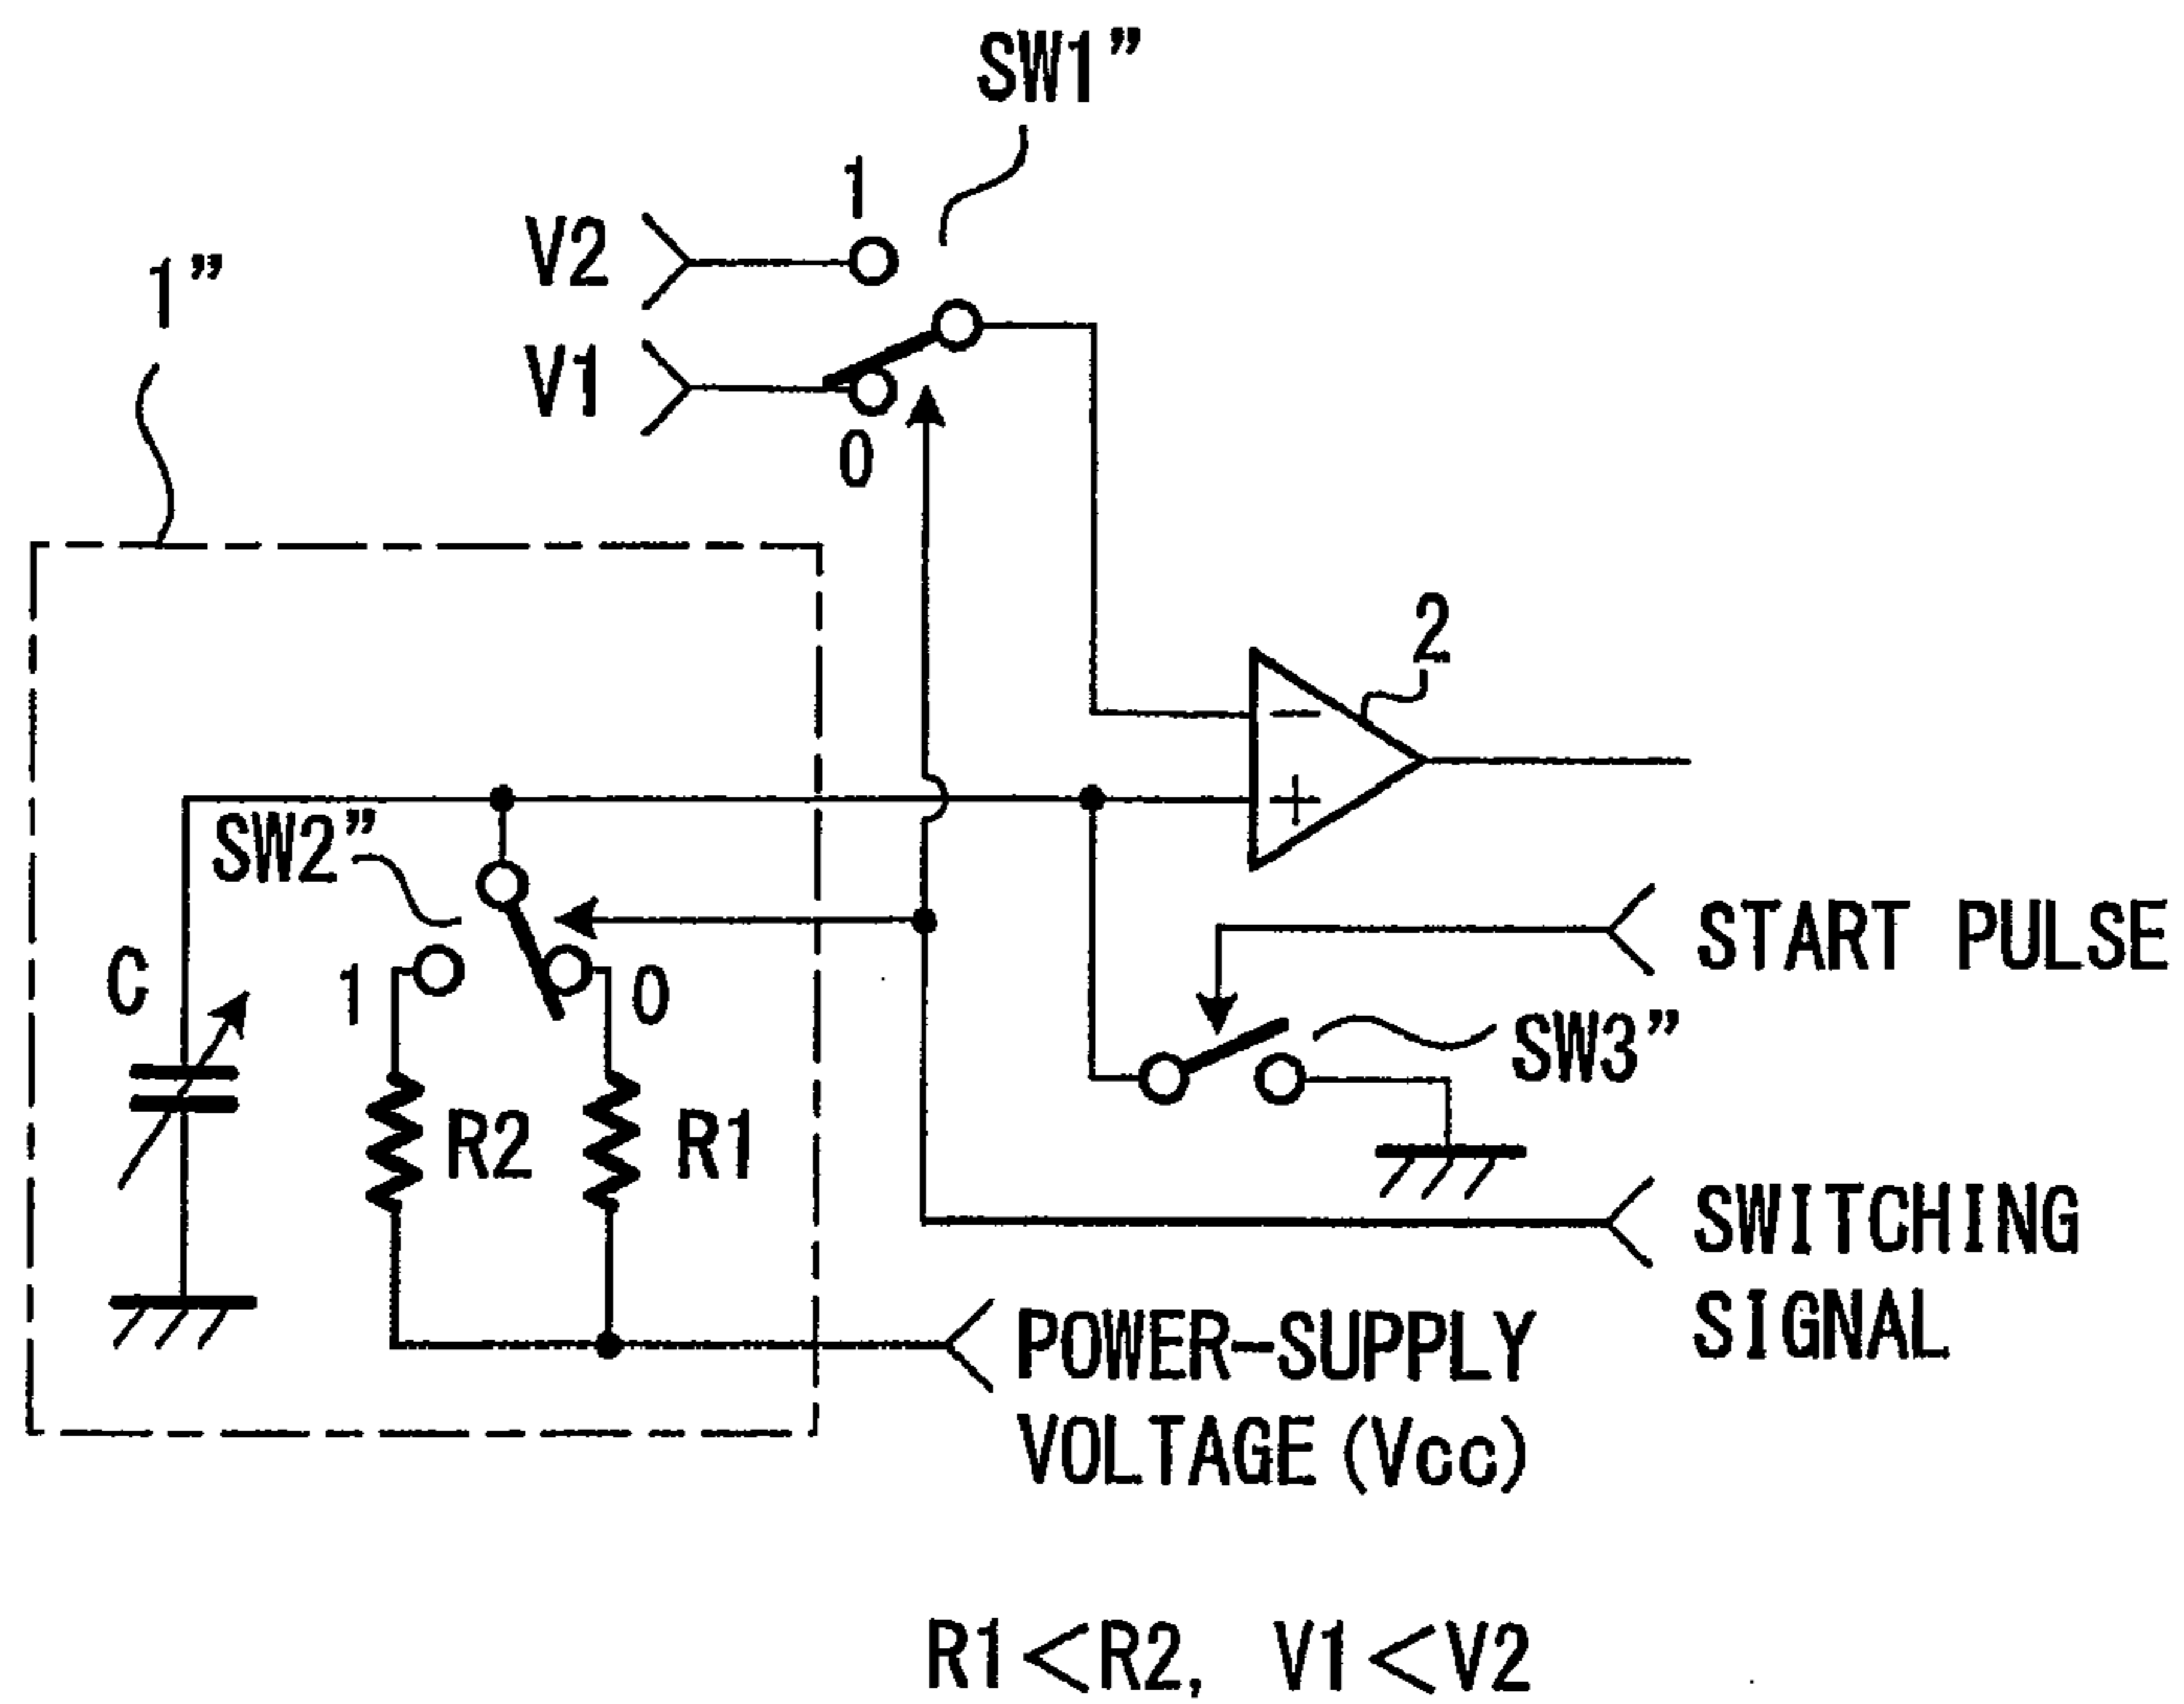 SW1”
1
V2
1”
V1
0
2
SW2”
START PULSE
C
1
0
SW3”
R2
R1
SWITCHING
SIGNAL
POWER-SUPPLY
VOLTAGE (Vcc)
R1<R2, V1<V2